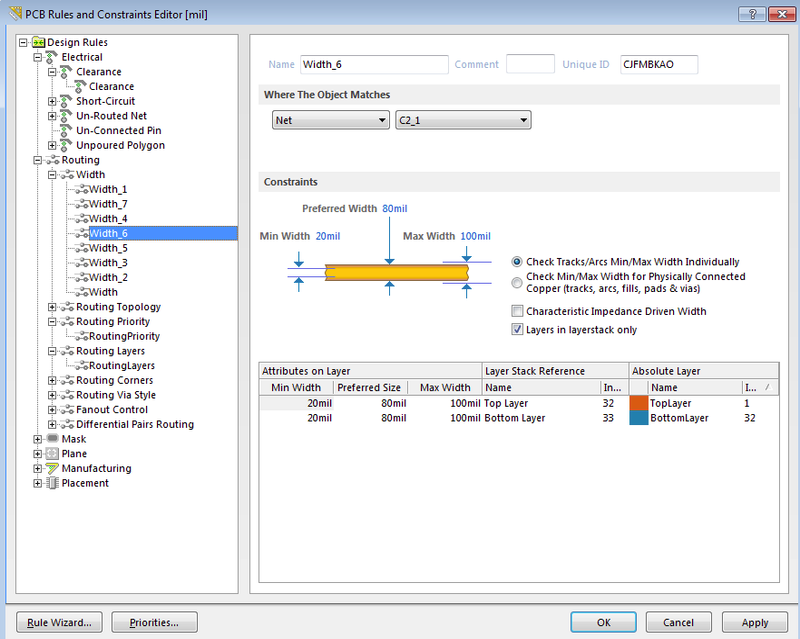 PCB Rules and Constraints Editor [mil]
Design Rules
Electrical
Clearance
Clearance
Short-Circuit
Un-Routed Net
Un-Connected Pin
Unpoured Polygon
Routing
Width
Width_1
Width_7
Width_4
Width_6
Width_5
Width_3
Width_2
Width
Routing Topology
Routing Priority
RoutingPriority
Routing Layers
RoutingLayers
Routing Corners
Routing Via Style
Fanout Control
Differential Pairs Routing
Mask
Plane
Manufacturing
Placement
Name Width_6 Comment Unique ID CJFMBKAO
Where The Object Matches
Net C2_1
Constraints
Preferred Width 80mil
Min Width 20mil Max Width 100mil
Check Tracks/Arcs Min/Max Width Individually
Check Min/Max Width for Physically Connected
Copper (tracks, arcs, fills, pads & vias)
Characteristic Impedance Driven Width
Layers in layerstack only
Attributes on Layer Layer Stack Reference Absolute Layer
Min Width Preferred Size Max Width Name In... Name I...
20mil 80mil 100mil Top Layer 32 TopLayer 1
20mil 80mil 100mil Bottom Layer 33 BottomLayer 32
Rule Wizard... Priorities... OK Cancel Apply